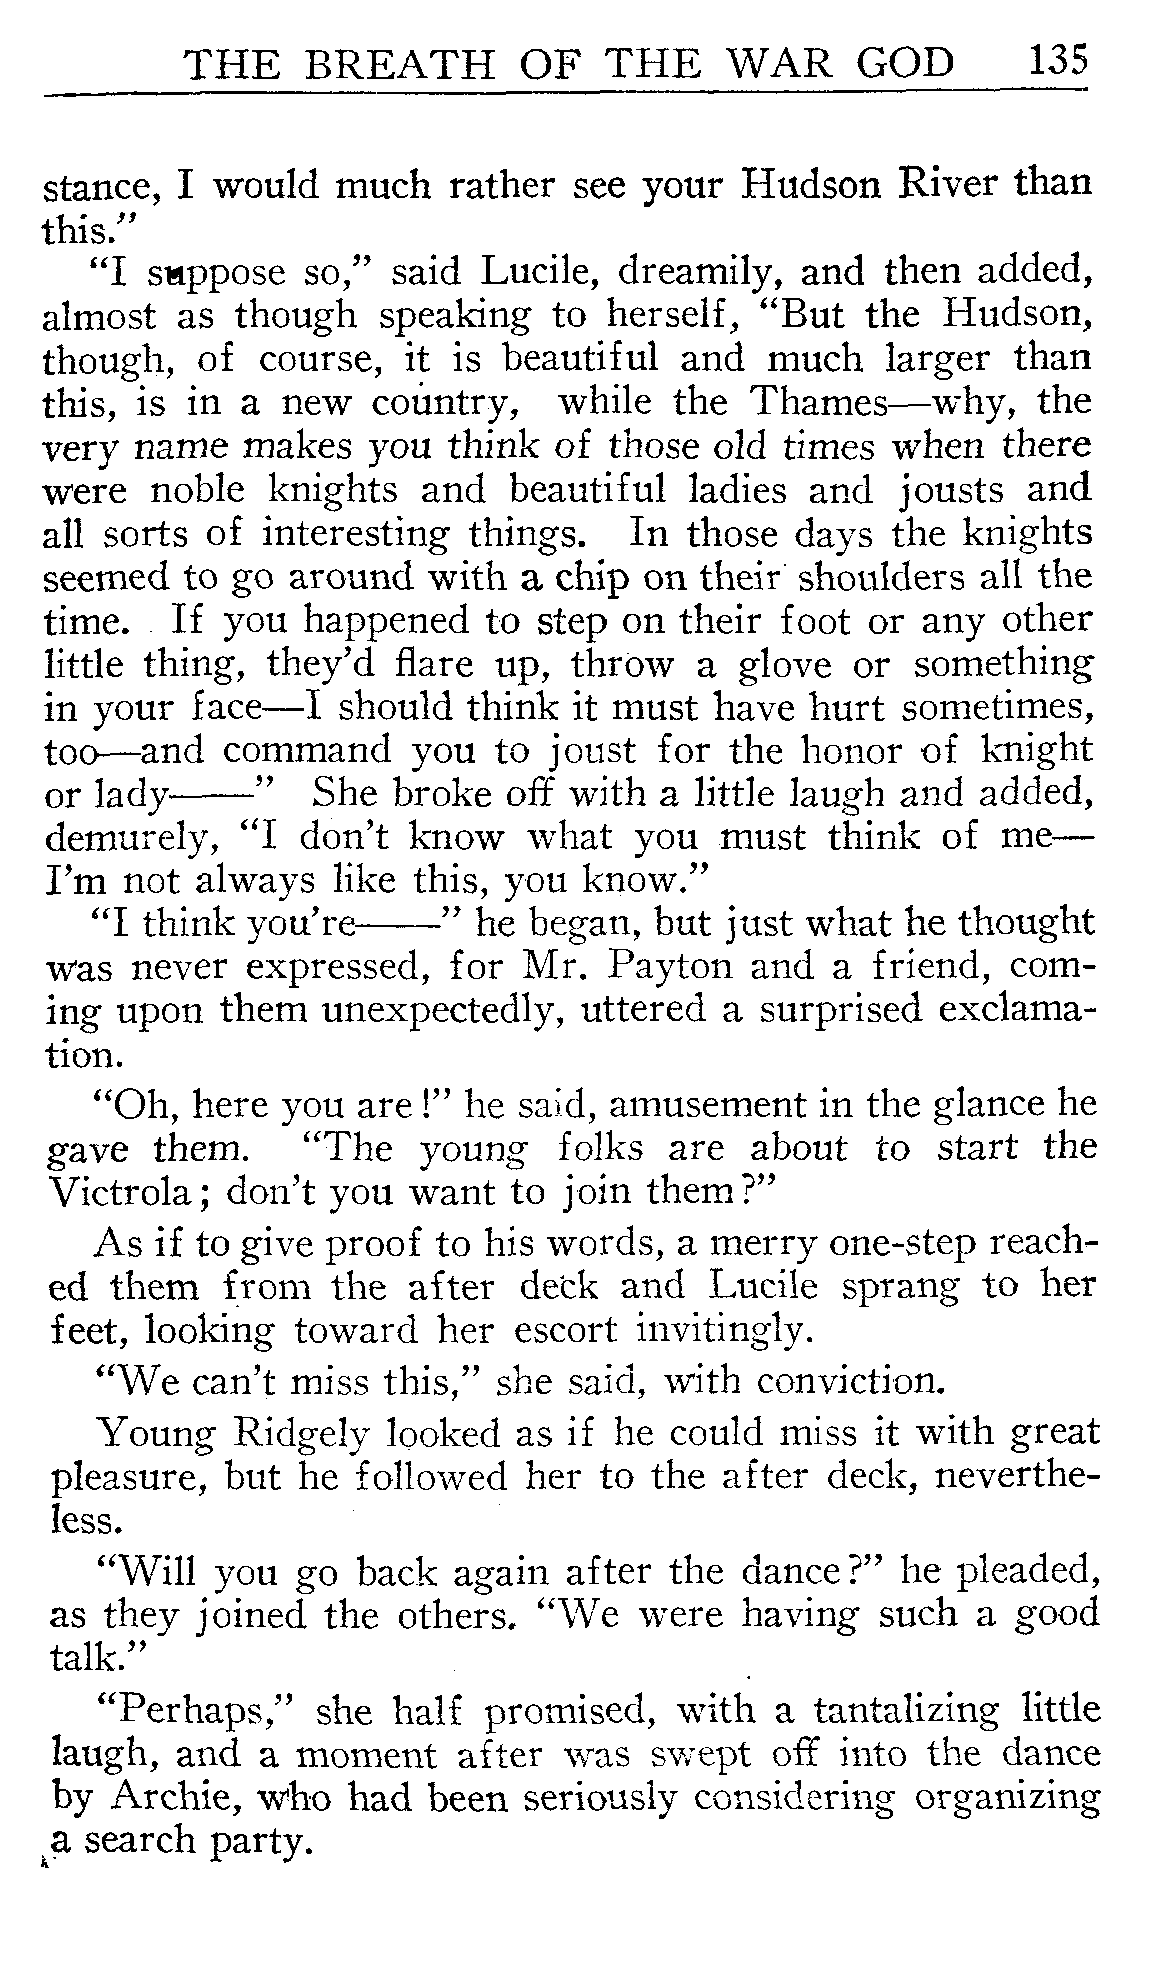 THE BREATH OF THE WAR GOD 135
stance, I would much rather see your Hudson River than
this."
"I suppose so," said Lucile, dreamily, and then added,
almost as though speaking to herself, "But the Hudson,
though, of course, it is beautiful and much larger than
this, is in a new country, while the Thames—why, the
very name makes you think of those old times when there
were noble knights and beautiful ladies and jousts and
all sorts of interesting things. In those days the knights
seemed to go around with a chip on their shoulders all the
time. If you happened to step on their foot or any other
little thing, they'd flare up, throw a glove or something
in your face—I should think it must have hurt sometimes,
too—and command you to joust for the honor of knight
or lady——" She broke off with a little laugh and added,
demurely, "I don't know what you must think of me—
I'm not always like this, you know."
"I think you're——" he began, but just what he thought
was never expressed, for Mr. Payton and a friend, com-
ing upon them unexpectedly, uttered a surprised exclama-
tion.
"Oh, here you are!" he said, amusement in the glance he
gave them. "The young folks are about to start the
Victrola; don't you want to join them?"
As if to give proof to his words, a merry one-step reach-
ed them from the after deck and Lucile sprang to her
feet, looking toward her escort invitingly.
"We can't miss this," she said, with conviction.
Young Ridgely looked as if he could miss it with great
pleasure, but he followed her to the after deck, neverthe-
less.
"Will you go back again after the dance?" he pleaded,
as they joined the others. "We were having such a good
talk."
"Perhaps," she half promised, with a tantalizing little
laugh, and a moment after was swept off into the dance
by Archie, who had been seriously considering organizing
a search party.